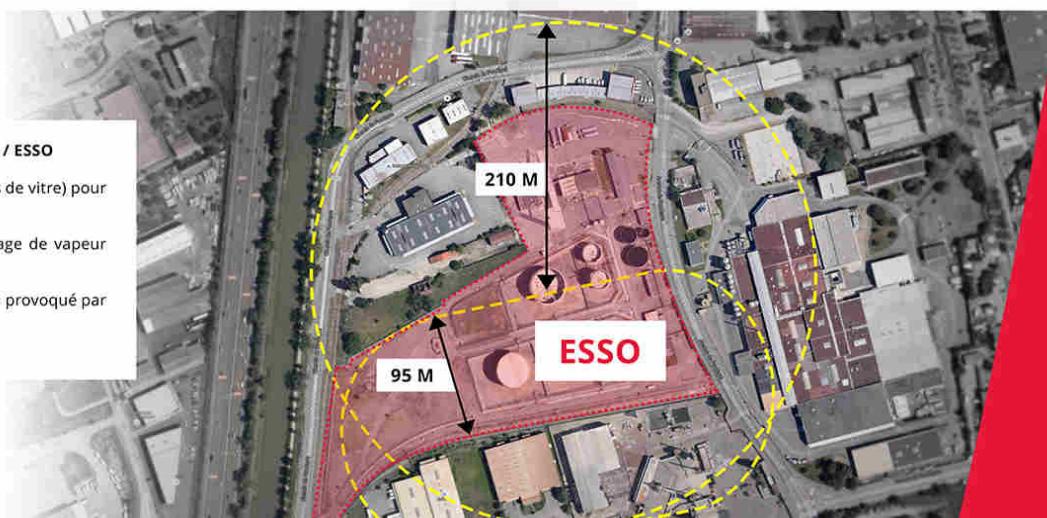 / ESSO
de vitre) pour
age de vapeur
provoqué par
210 M
95 M
ESSO